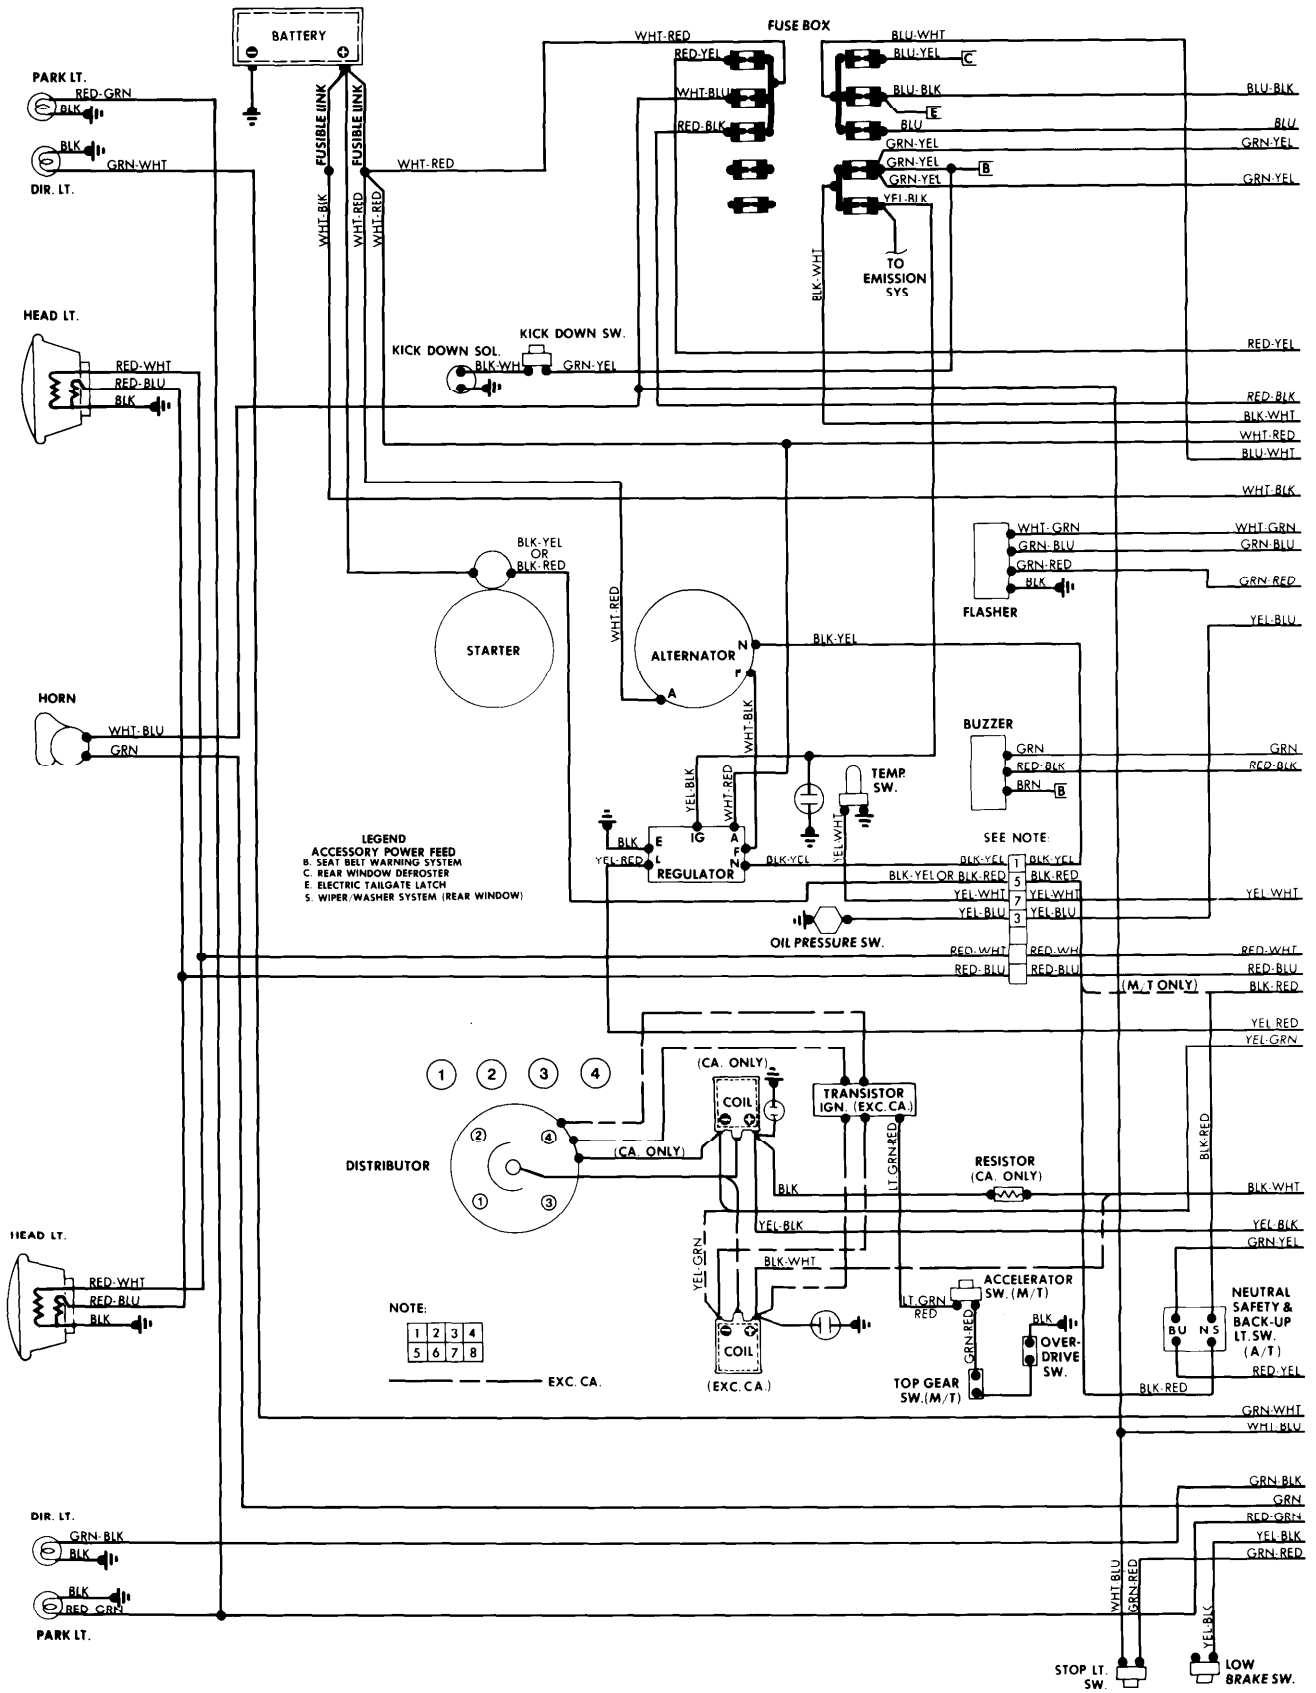 FUSE BOX
BATTERY
WHT-RED
BLU-WHT
RED-YEL
BLU-YEL
C
PARK LT.
RED-GRN
BLK
FUSIBLE LINK
FUSIBLE LINK
WHT-BLU
BLU-BLK
BLU-BLK
E
RED-BLK
BLU
BLU
BLK
GRN-WHT
DIR. LT.
WHT-RED
GRN-YEL
GRN-YEL
GRN-YEL
B
GRN-YEL
GRN-YEL
YEL-BLK
WHT-BLK
WHT-RED
WHT-RED
BLK-WHT
TO
EMISSION
SYS
HEAD LT.
KICK DOWN SW.
KICK DOWN SOL.
BLK-WH
GRN-YEL
RED-YEL
RED-WHT
RED-BLU
BLK
RED-BLK
BLK-WHT
WHT-RED
BLU-WHT
WHT-BLK
BLK-YEL
OR
BLK-RED
WHT-GRN
WHT-GRN
GRN-BLU
GRN-BLU
GRN-RED
GRN-RED
BLK
FLASHER
WHT-RED
STARTER
ALTERNATOR
N
F
A
BLK-YEL
YEL-BLU
HORN
WHT-BLU
GRN
WHT-BLK
BUZZER
GRN
GRN
RED-BLK
RED-BLK
BRN
B
YEL-BLK
WHT-RED
TEMP.
SW.
YEL-WHT
LEGEND
ACCESSORY POWER FEED
B. SEAT BELT WARNING SYSTEM
C. REAR WINDOW DEFROSTER
E. ELECTRIC TAILGATE LATCH
S. WIPER/WASHER SYSTEM (REAR WINDOW)
BLK
YEL-RED
E
L
IG
A
F
N
REGULATOR
BLK-YEL
SEE NOTE:
BLK-YEL 1 BLK-YEL
BLK-YEL OR BLK-RED 5 BLK-RED
YEL-WHT 7 YEL-WHT
YEL-WHT
YEL-BLU 3 YEL-BLU
OIL PRESSURE SW.
RED-WHT
RED-WH
RED-WHT
RED-BLU
RED-BLU
RED-BLU
(M/T ONLY)
BLK-RED
YEL-RED
YEL-GRN
1 2 3 4
(CA. ONLY)
COIL
TRANSISTOR
IGN. (EXC. CA.)
DISTRIBUTOR
2
4
1
3
(CA. ONLY)
LT GRN-RED
BLK-RED
RESISTOR
(CA. ONLY)
BLK
BLK-WHT
YEL-BLK
YEL-BLK
GRN-YEL
YEL-GRN
BLK-WHT
HEAD LT.
RED-WHT
RED-BLU
BLK
ACCELERATOR
SW. (M/T)
LT. GRN
RED
BLK
GRN-RED
OVER-
DRIVE
SW.
NEUTRAL
SAFETY &
BACK-UP
LT. SW.
(A/T)
BU
N S
NOTE:
1 2 3 4
5 6 7 8
EXC. CA.
COIL
(EXC. CA.)
TOP GEAR
SW. (M/T)
RED-YEL
BLK-RED
GRN-WHT
WHT-BLU
GRN-BLK
GRN
RED-GRN
YEL-BLK
GRN-RED
DIR. LT.
GRN-BLK
BLK
BLK
RED GRN
PARK LT.
WHT-BLU
GRN-RED
YEL-BLK
STOP LT.
SW.
LOW
BRAKE SW.